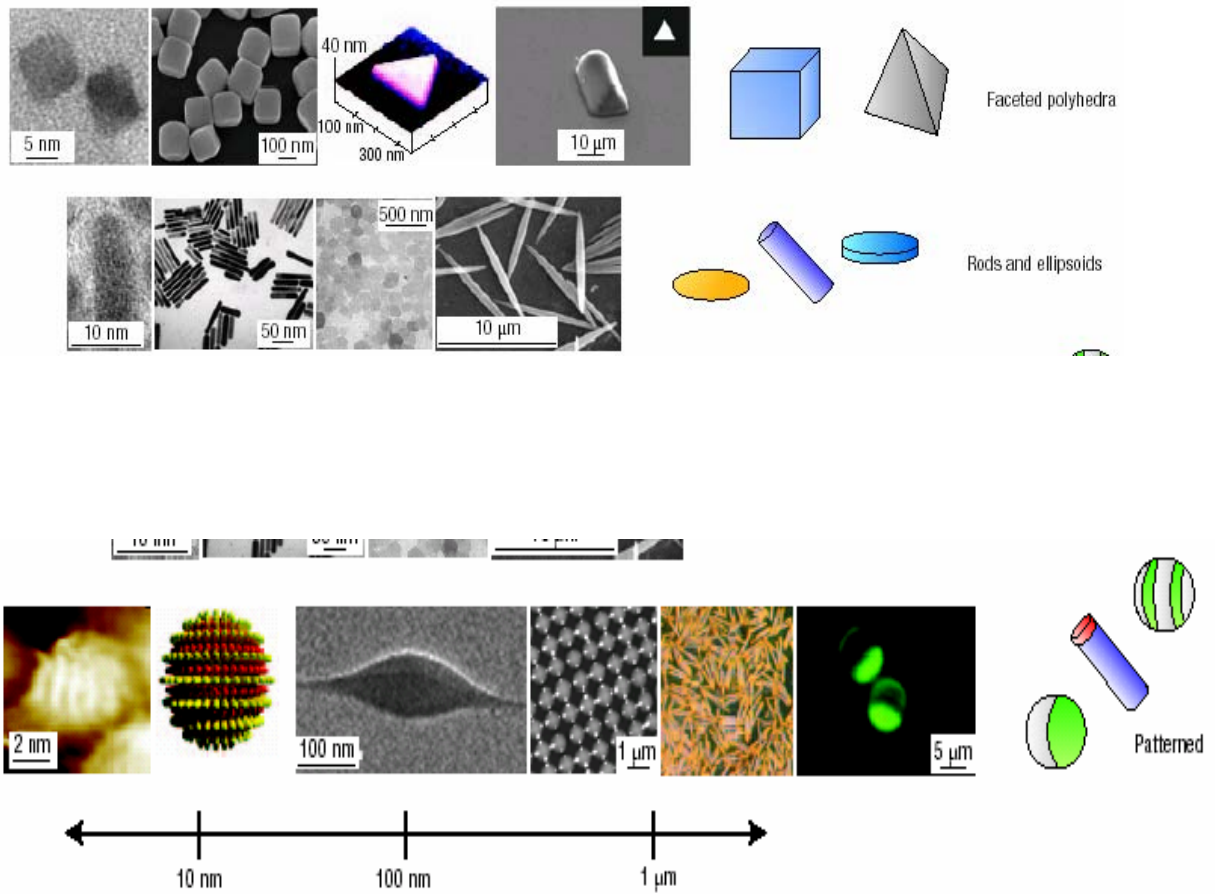 40 nm
5 nm
100 nm
100 nm
300 nm
10 µm
Faceted polyhedra
500 nm
10 nm
50 nm
10 µm
Rods and ellipsoids
2 nm
100 nm
1 µm
5 µm
Patterned
10 nm
100 nm
1 µm